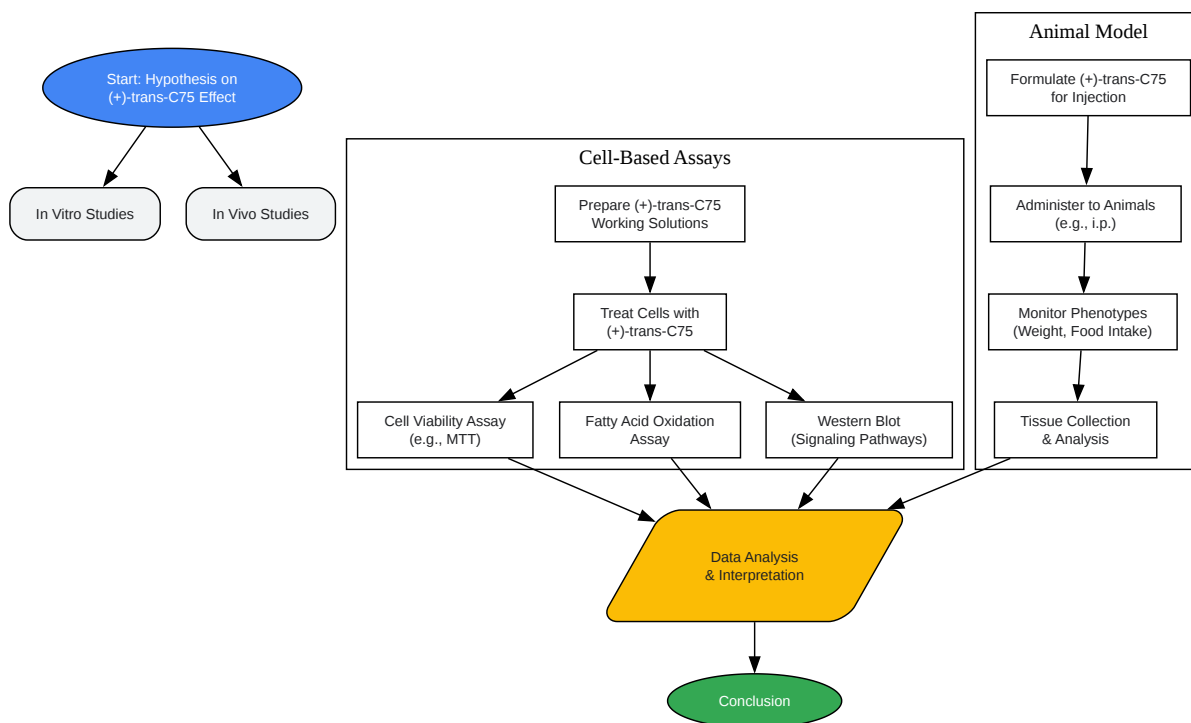 Start: Hypothesis on
(+)-trans-C75 Effect
In Vitro Studies
In Vivo Studies
Cell-Based Assays
Prepare (+)-trans-C75
Working Solutions
Treat Cells with
(+)-trans-C75
Cell Viability Assay
(e.g., MTT)
Fatty Acid Oxidation
Assay
Western Blot
(Signaling Pathways)
Animal Model
Formulate (+)-trans-C75
for Injection
Administer to Animals
(e.g., i.p.)
Monitor Phenotypes
(Weight, Food Intake)
Tissue Collection
& Analysis
Data Analysis
& Interpretation
Conclusion